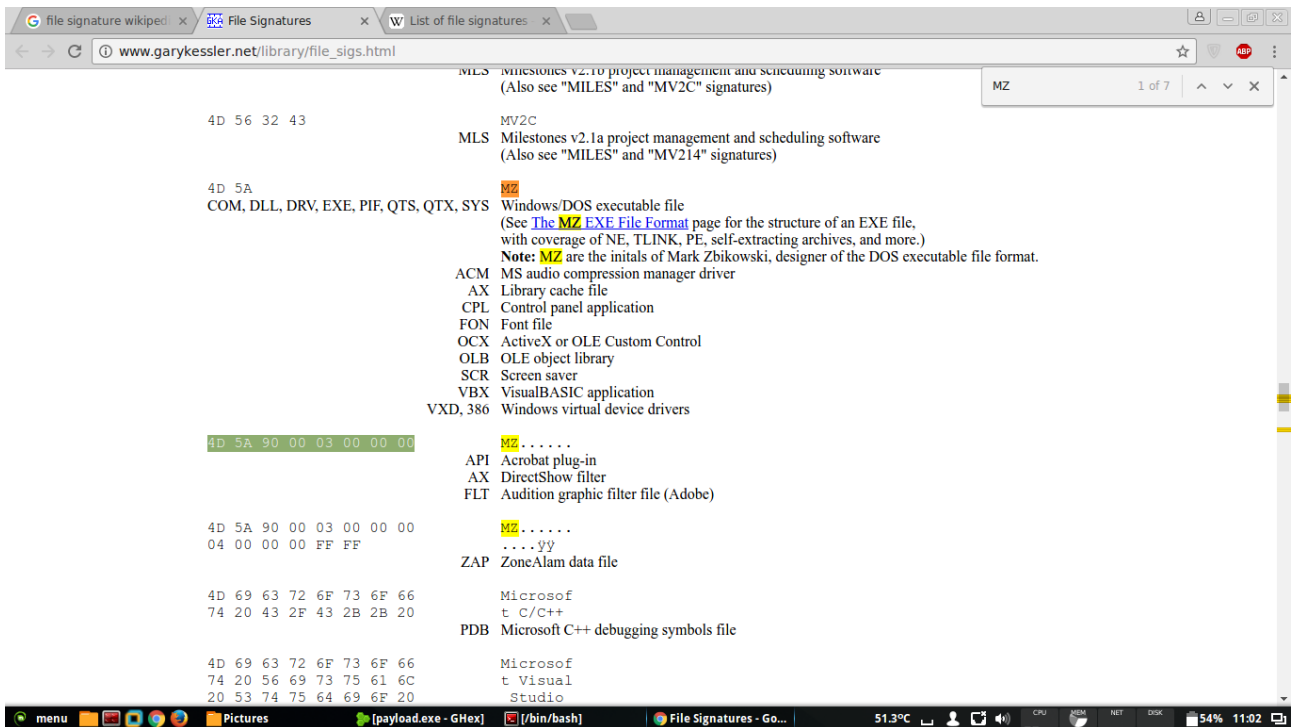 file signature wikiped
File Signatures
List of file signatures
www.garykessler.net/library/file_sigs.html
ABP
MZ 1 of 7
MLS Milestones v2.1b project management and scheduling software
(Also see "MILES" and "MV2C" signatures)
4D 56 32 43 MV2C
MLS Milestones v2.1a project management and scheduling software
(Also see "MILES" and "MV214" signatures)
4D 5A MZ
COM, DLL, DRV, EXE, PIF, QTS, QTX, SYS Windows/DOS executable file
(See The MZ EXE File Format page for the structure of an EXE file,
with coverage of NE, TLINK, PE, self-extracting archives, and more.)
Note: MZ are the initals of Mark Zbikowski, designer of the DOS executable file format.
ACM MS audio compression manager driver
AX Library cache file
CPL Control panel application
FON Font file
OCX ActiveX or OLE Custom Control
OLB OLE object library
SCR Screen saver
VBX VisualBASIC application
VXD, 386 Windows virtual device drivers
4D 5A 90 00 03 00 00 00 MZ......
API Acrobat plug-in
AX DirectShow filter
FLT Audition graphic filter file (Adobe)
4D 5A 90 00 03 00 00 00 MZ......
04 00 00 00 FF FF ....ÿÿ
ZAP ZoneAlam data file
4D 69 63 72 6F 73 6F 66 Microsof
74 20 43 2F 43 2B 2B 20 t C/C++
PDB Microsoft C++ debugging symbols file
4D 69 63 72 6F 73 6F 66 Microsof
74 20 56 69 73 75 61 6C t Visual
20 53 74 75 64 69 6F 20 Studio
menu Pictures [payload.exe - GHex] [/bin/bash] File Signatures - Go... 51.3ºC CPU MEM NET DISK 54% 11:02